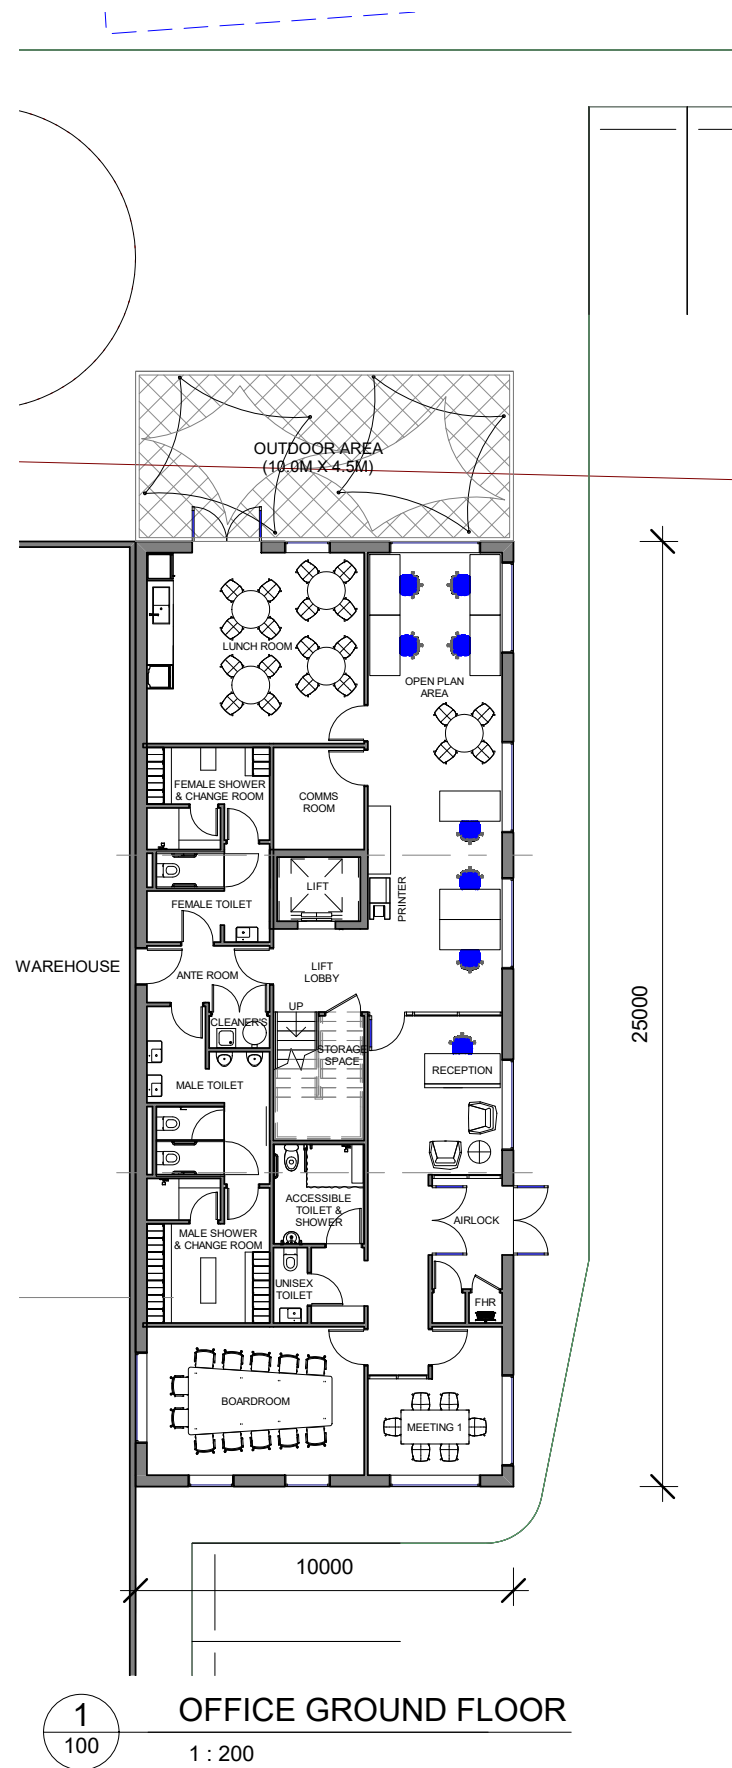 OUTDOOR AREA
(10.0M X 4.5M)
LUNCH ROOM
OPEN PLAN
AREA
FEMALE SHOWER
& CHANGE ROOM
COMMS
ROOM
LIFT
PRINTER
FEMALE TOILET
WAREHOUSE
ANTE ROOM
LIFT
LOBBY
UP
CLEANER'S
STORAGE
SPACE
25000
RECEPTION
MALE TOILET
ACCESSIBLE
TOILET &
SHOWER
AIRLOCK
MALE SHOWER
& CHANGE ROOM
UNISEX
TOILET
FHR
BOARDROOM
MEETING 1
10000
1
100
OFFICE GROUND FLOOR
1 : 200